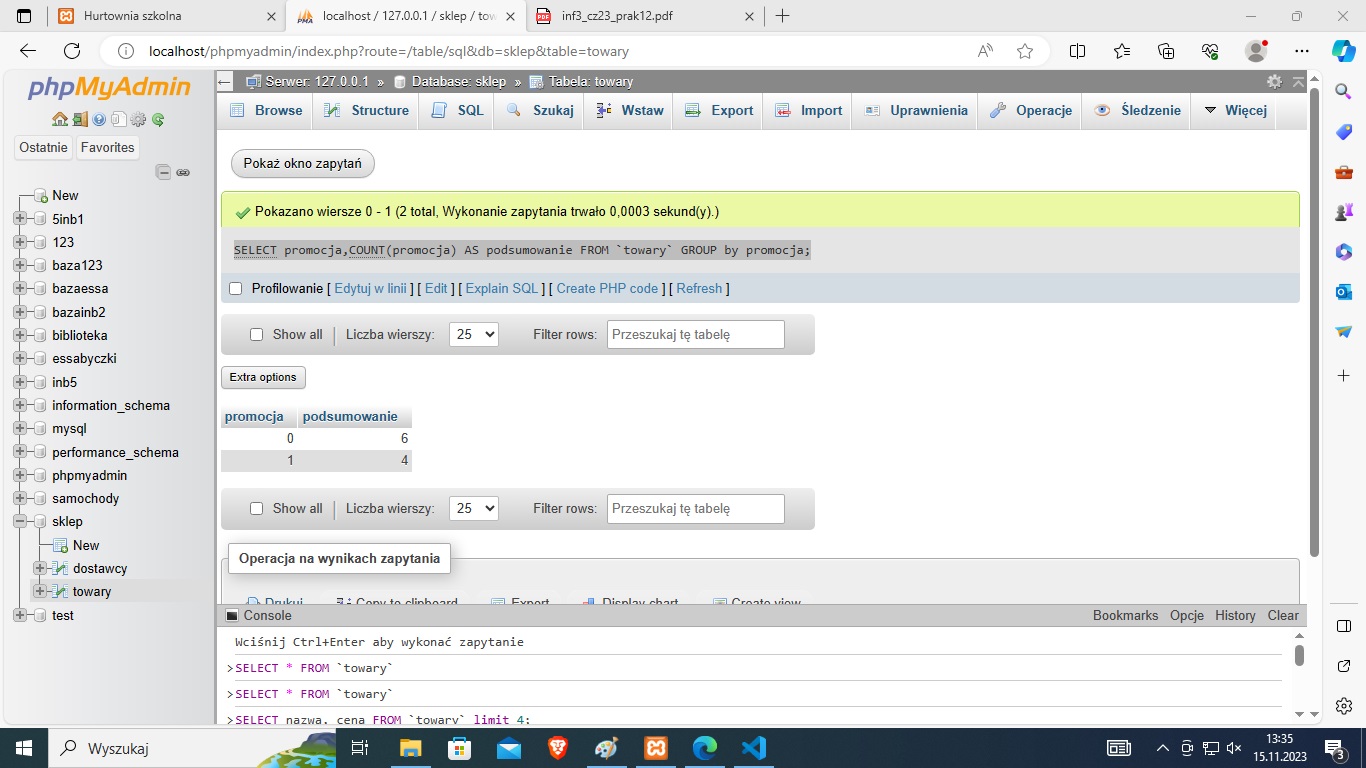 Hurtownia szkolna
localhost / 127.0.0.1 / sklep / tow
inf3_cz23_prak12.pdf
localhost/phpmyadmin/index.php?route=/table/sql&db=sklep&table=towary
phpMyAdmin
Ostatnie Favorites
New
5inb1
123
baza123
bazaessa
bazainb2
biblioteka
essabyczki
inb5
information_schema
mysql
performance_schema
phpmyadmin
samochody
sklep
New
dostawcy
towary
test
Serwer: 127.0.0.1 » Database: sklep » Tabela: towary
Browse Structure SQL Szukaj Wstaw Export Import Uprawnienia Operacje Śledzenie Więcej
Pokaż okno zapytań
Pokazano wiersze 0 - 1 (2 total, Wykonanie zapytania trwało 0,0003 sekund(y).)
SELECT promocja,COUNT(promocja) AS podsumowanie FROM `towary` GROUP by promocja;
Profilowanie [ Edytuj w linii ] [ Edit ] [ Explain SQL ] [ Create PHP code ] [ Refresh ]
Show all Liczba wierszy: 25 Filter rows: Przeszukaj tę tabelę
Extra options
promocja podsumowanie
0 6
1 4
Show all Liczba wierszy: 25 Filter rows: Przeszukaj tę tabelę
Operacja na wynikach zapytania
Drukuj Copy to clipboard Export Display chart Create view
Console Bookmarks Opcje History Clear
Wciśnij Ctrl+Enter aby wykonać zapytanie
>SELECT * FROM `towary`
>SELECT * FROM `towary`
>SELECT nazwa, cena FROM `towary` limit 4;
Wyszukaj
13:35
15.11.2023
3